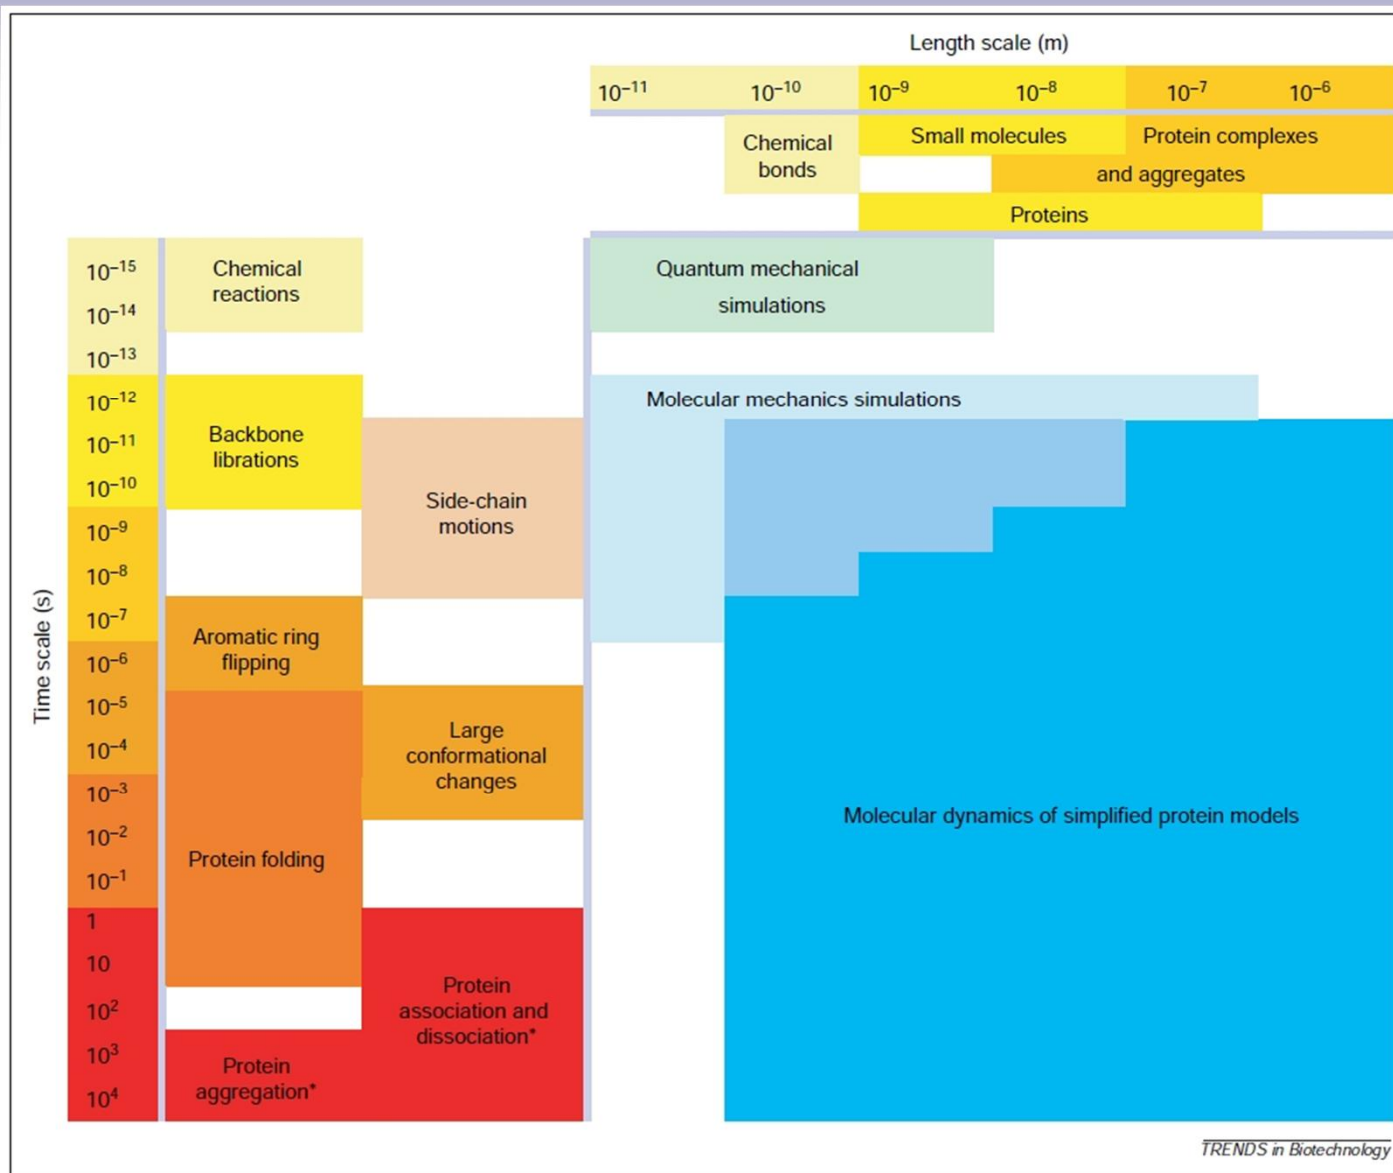 Length scale (m)
10⁻¹¹ 10⁻¹⁰ 10⁻⁹ 10⁻⁸ 10⁻⁷ 10⁻⁶
Chemical
bonds
Small molecules
Protein complexes
and aggregates
Proteins
Time scale (s)
10⁻¹⁵
10⁻¹⁴
10⁻¹³
10⁻¹²
10⁻¹¹
10⁻¹⁰
10⁻⁹
10⁻⁸
10⁻⁷
10⁻⁶
10⁻⁵
10⁻⁴
10⁻³
10⁻²
10⁻¹
1
10
10²
10³
10⁴
Chemical
reactions
Backbone
librations
Side-chain
motions
Aromatic ring
flipping
Large
conformational
changes
Protein folding
Protein
association and
dissociation*
Protein
aggregation*
Quantum mechanical
simulations
Molecular mechanics simulations
Molecular dynamics of simplified protein models
TRENDS in Biotechnology